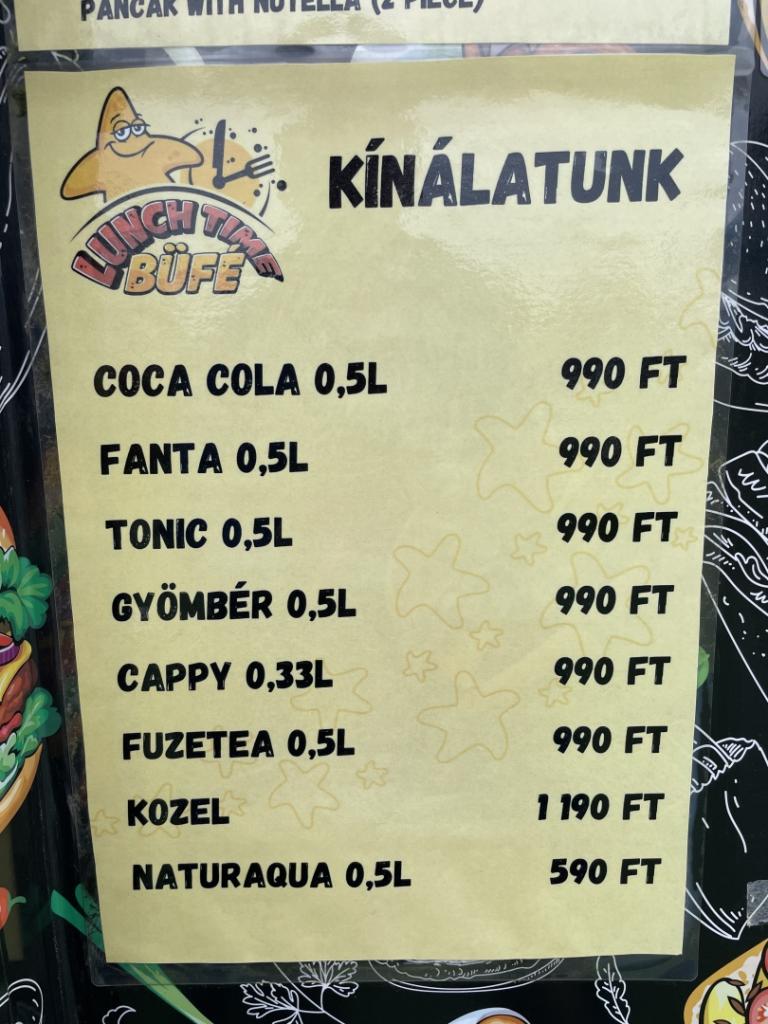 PANCAK WITH NUTELLA (2 PIECE)
LUNCH TIME
BÜFÉ
KÍNÁLATUNK
COCA COLA 0,5L 990 FT
FANTA 0,5L 990 FT
TONIC 0,5L 990 FT
GYÖMBÉR 0,5L 990 FT
CAPPY 0,33L 990 FT
FUZETEA 0,5L 990 FT
KOZEL 1 190 FT
NATURAQUA 0,5L 590 FT